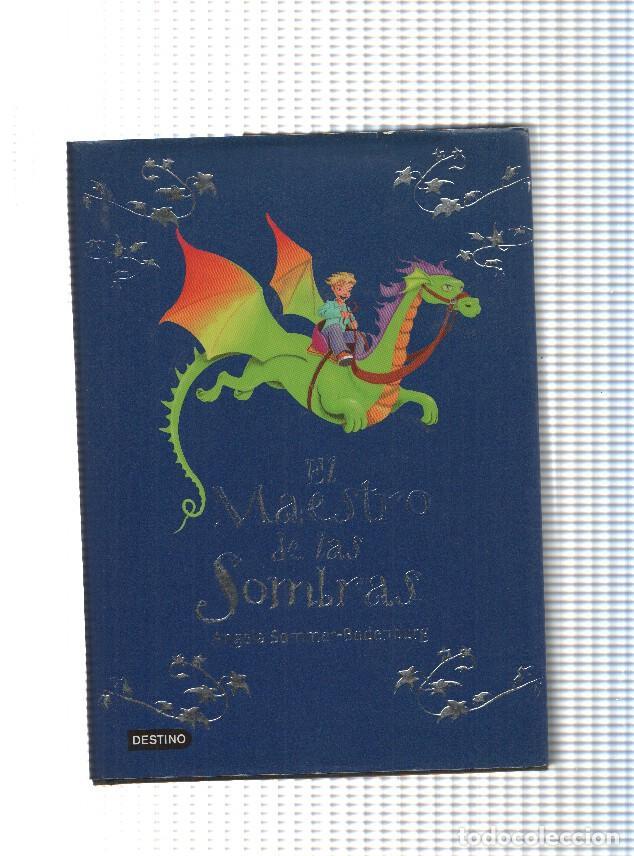 El
Maestro
de las
Sombras
Angela Sommer-Bodenburg
DESTINO
todocoleccion